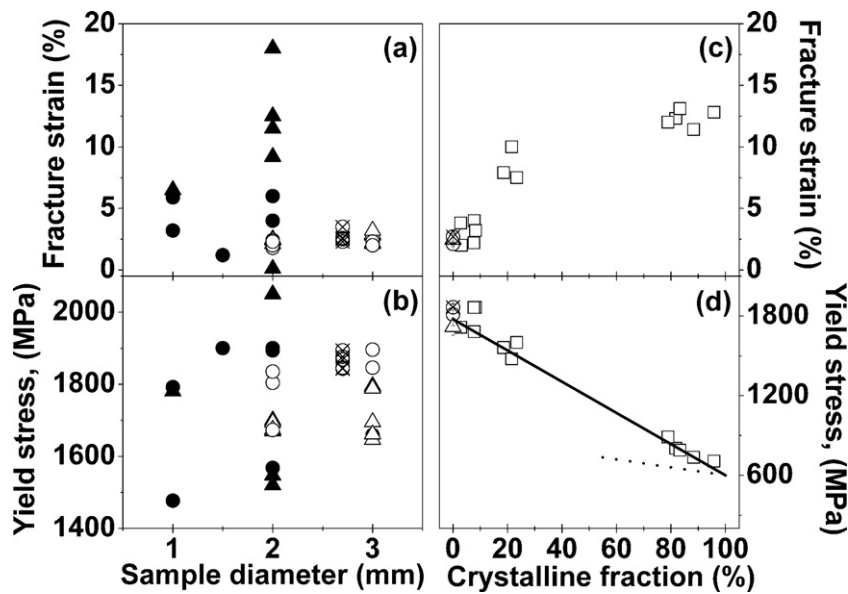 20
15
10
5
0
Fracture strain (%)
(a)
(c)
20
15
10
5
0
Fracture strain (%)
2000
1800
1600
1400
Yield stress, (MPa)
(b)
(d)
1800
1200
600
Yield stress, (MPa)
1 2 3
Sample diameter (mm)
0 20 40 60 80 100
Crystalline fraction (%)